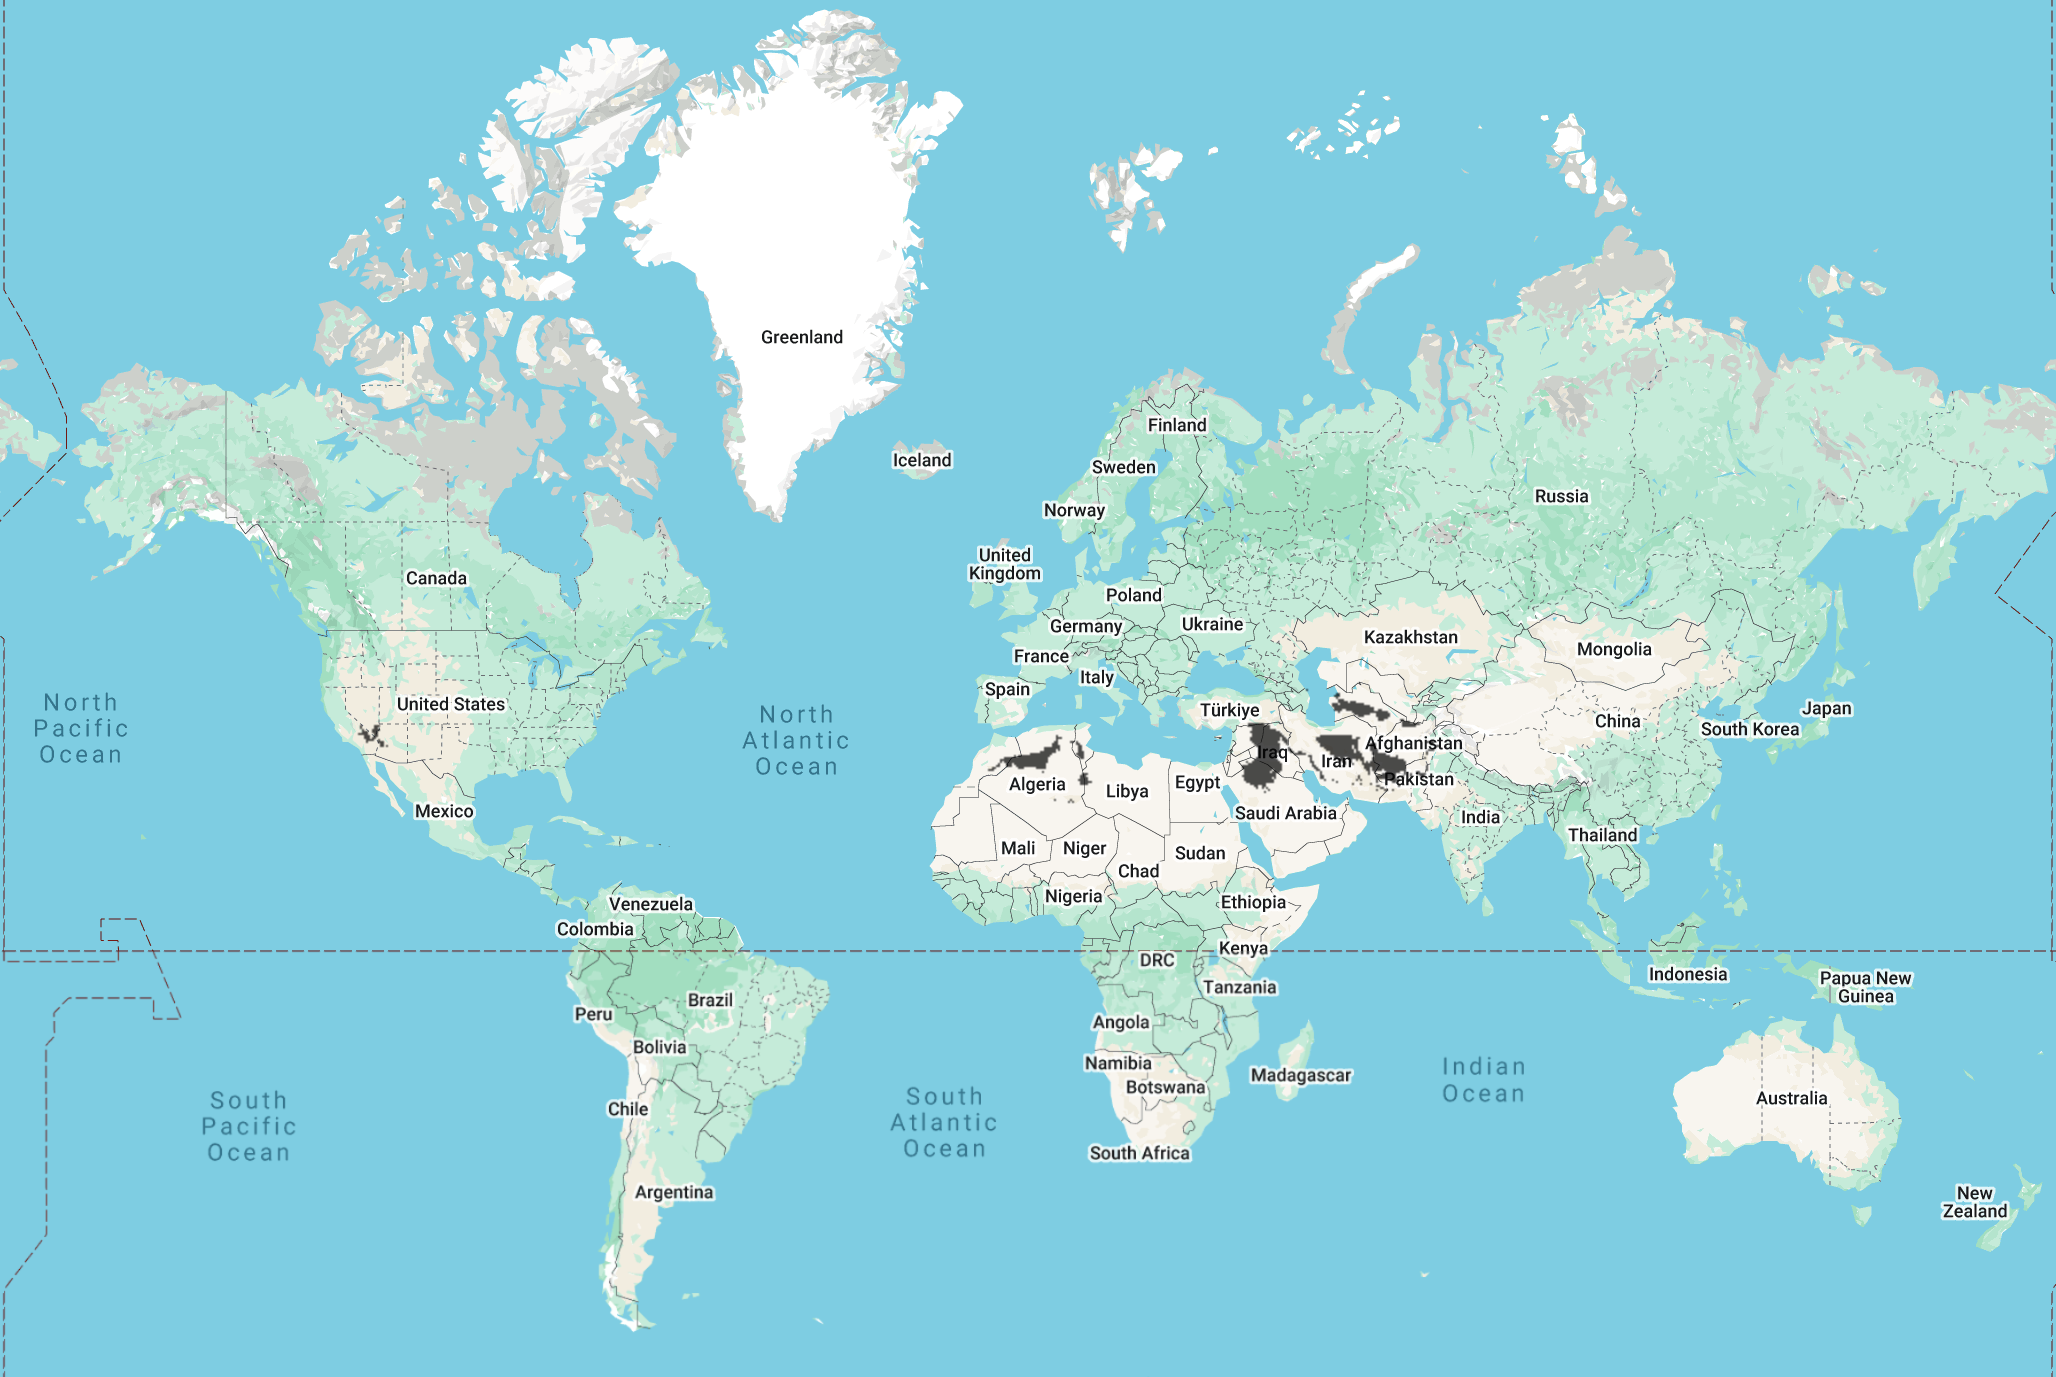 Greenland
Iceland
Finland
Sweden
Norway
Russia
United
Kingdom
Canada
Poland
Germany
Ukraine
Kazakhstan
France
Mongolia
Italy
Spain
North
Pacific
Ocean
United States
North
Atlantic
Ocean
Türkiye
China
Japan
South Korea
Afghanistan
Iraq
Iran
Algeria
Libya
Egypt
Pakistan
Mexico
Saudi Arabia
India
Thailand
Mali
Niger
Sudan
Chad
Nigeria
Ethiopia
Venezuela
Colombia
Kenya
DRC
Indonesia
Papua New
Guinea
Tanzania
Brazil
Peru
Angola
Bolivia
Namibia
Botswana
Madagascar
Indian
Ocean
Australia
Chile
South
Pacific
Ocean
South
Atlantic
Ocean
South Africa
Argentina
New
Zealand